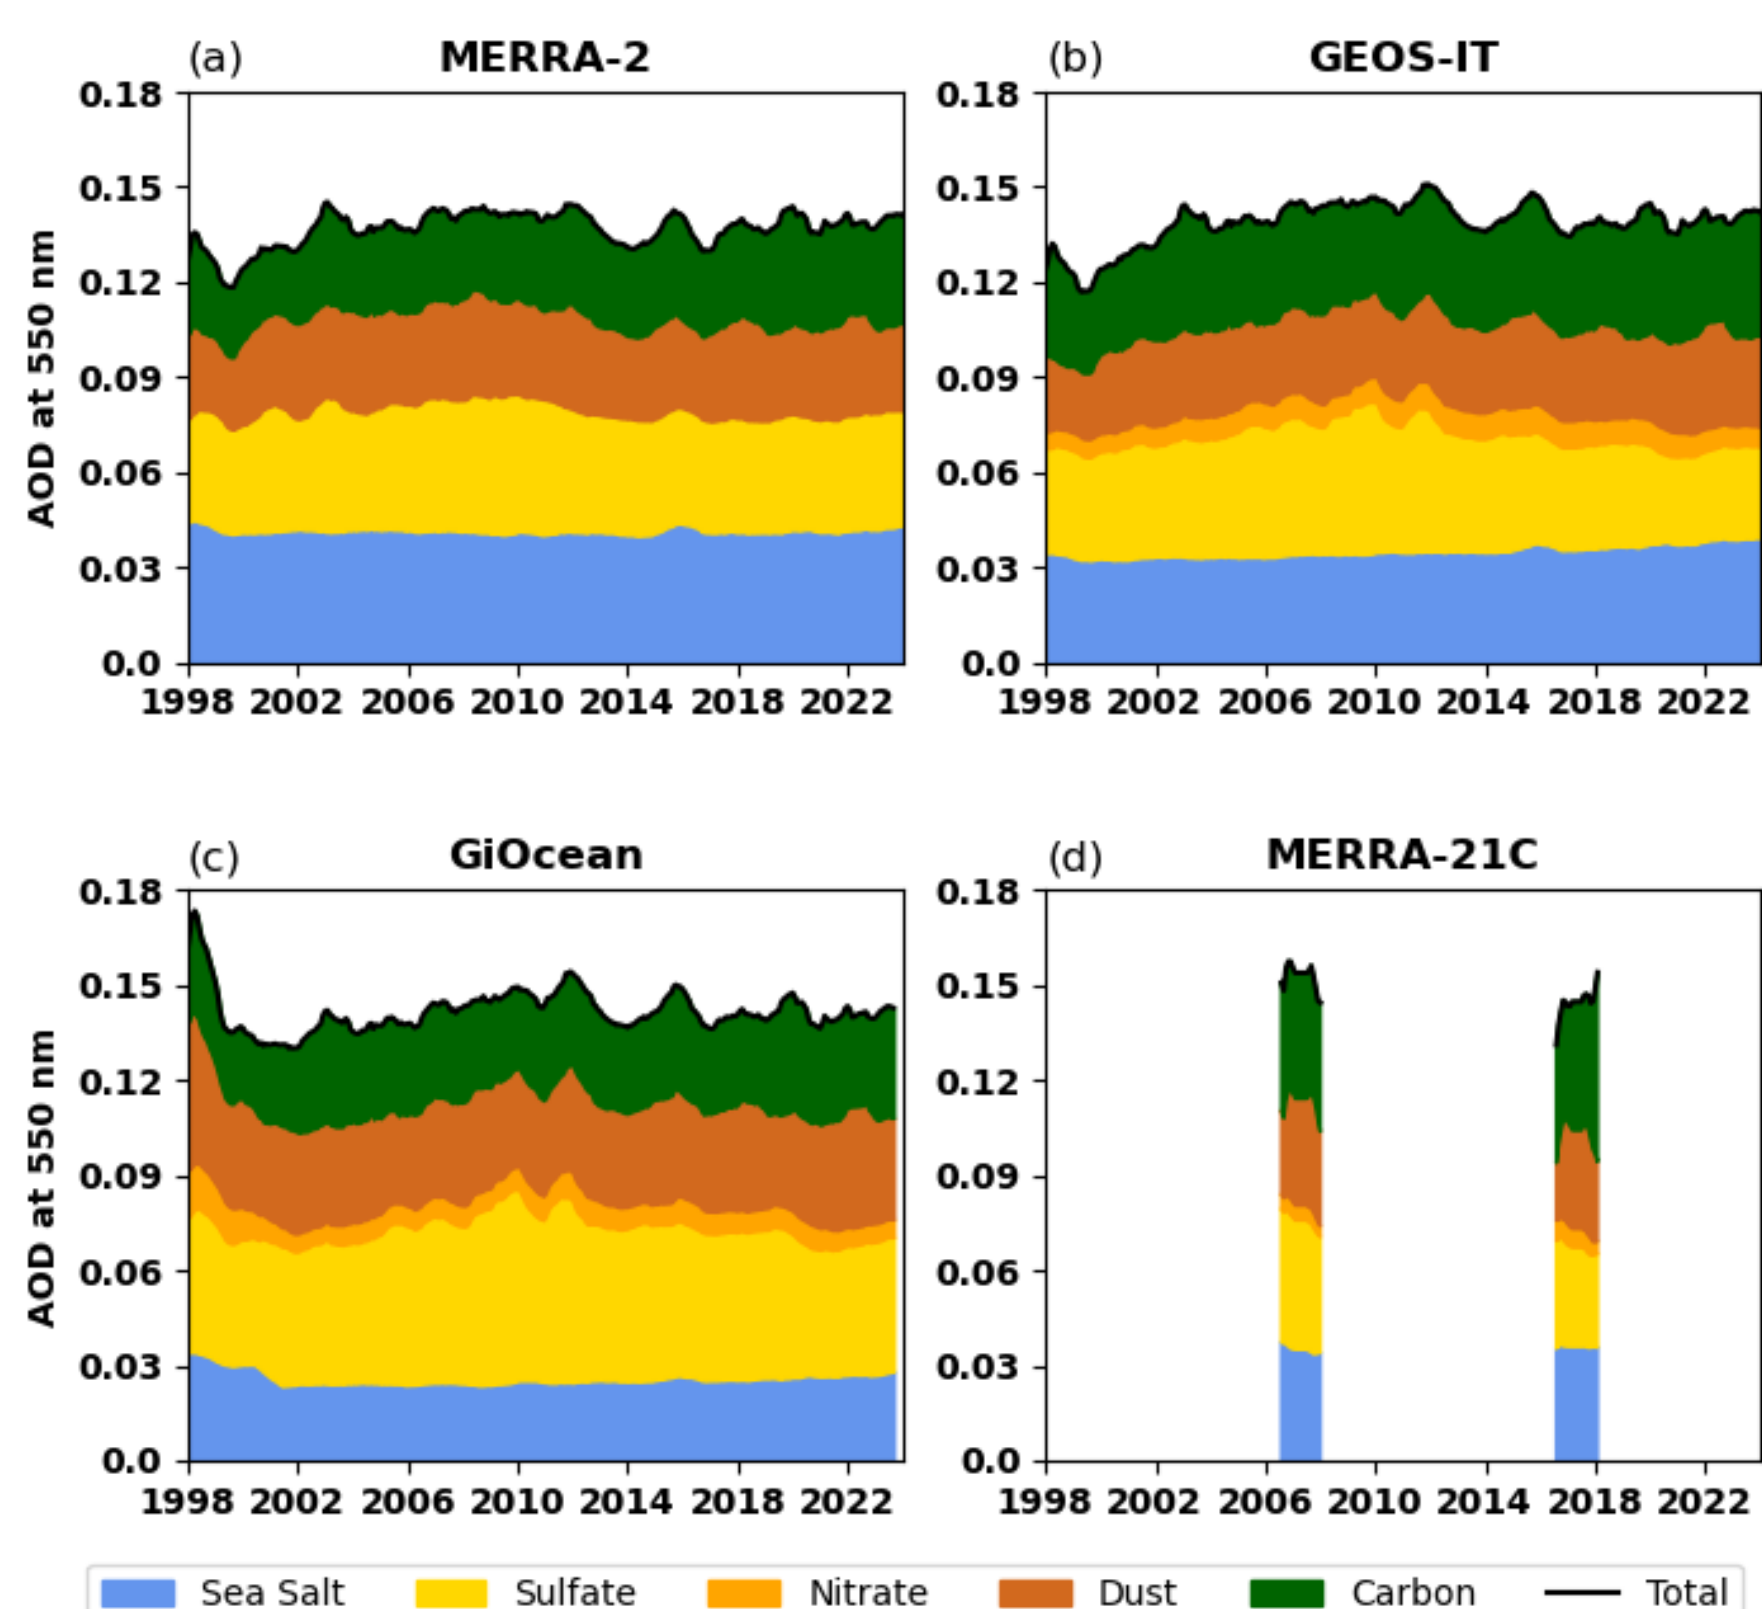 (a) MERRA-2
(b) GEOS-IT
AOD at 550 nm
0.18
0.15
0.12
0.09
0.06
0.03
0.0
1998 2002 2006 2010 2014 2018 2022
0.18
0.15
0.12
0.09
0.06
0.03
0.0
1998 2002 2006 2010 2014 2018 2022
(c) GiOcean
(d) MERRA-21C
AOD at 550 nm
0.18
0.15
0.12
0.09
0.06
0.03
0.0
1998 2002 2006 2010 2014 2018 2022
0.18
0.15
0.12
0.09
0.06
0.03
0.0
1998 2002 2006 2010 2014 2018 2022
Sea Salt Sulfate Nitrate Dust Carbon Total